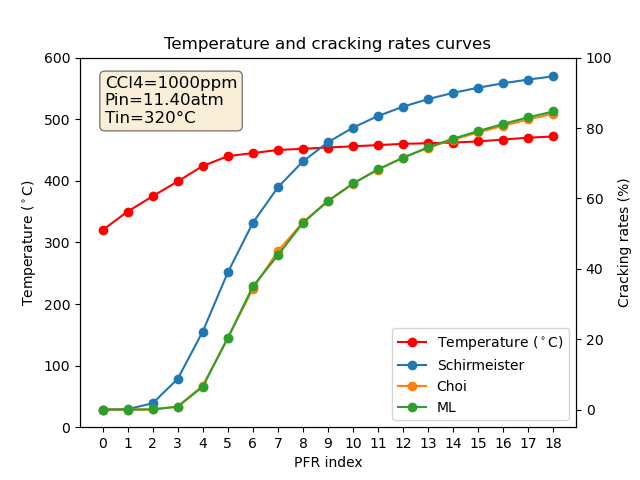 Temperature and cracking rates curves
CCl4=1000ppm
Pin=11.40atm
Tin=320°C
Temperature (°C)
600
500
400
300
200
100
0
Cracking rates (%)
100
80
60
40
20
0
Temperature (°C)
Schirmeister
Choi
ML
0 1 2 3 4 5 6 7 8 9 10 11 12 13 14 15 16 17 18
PFR index